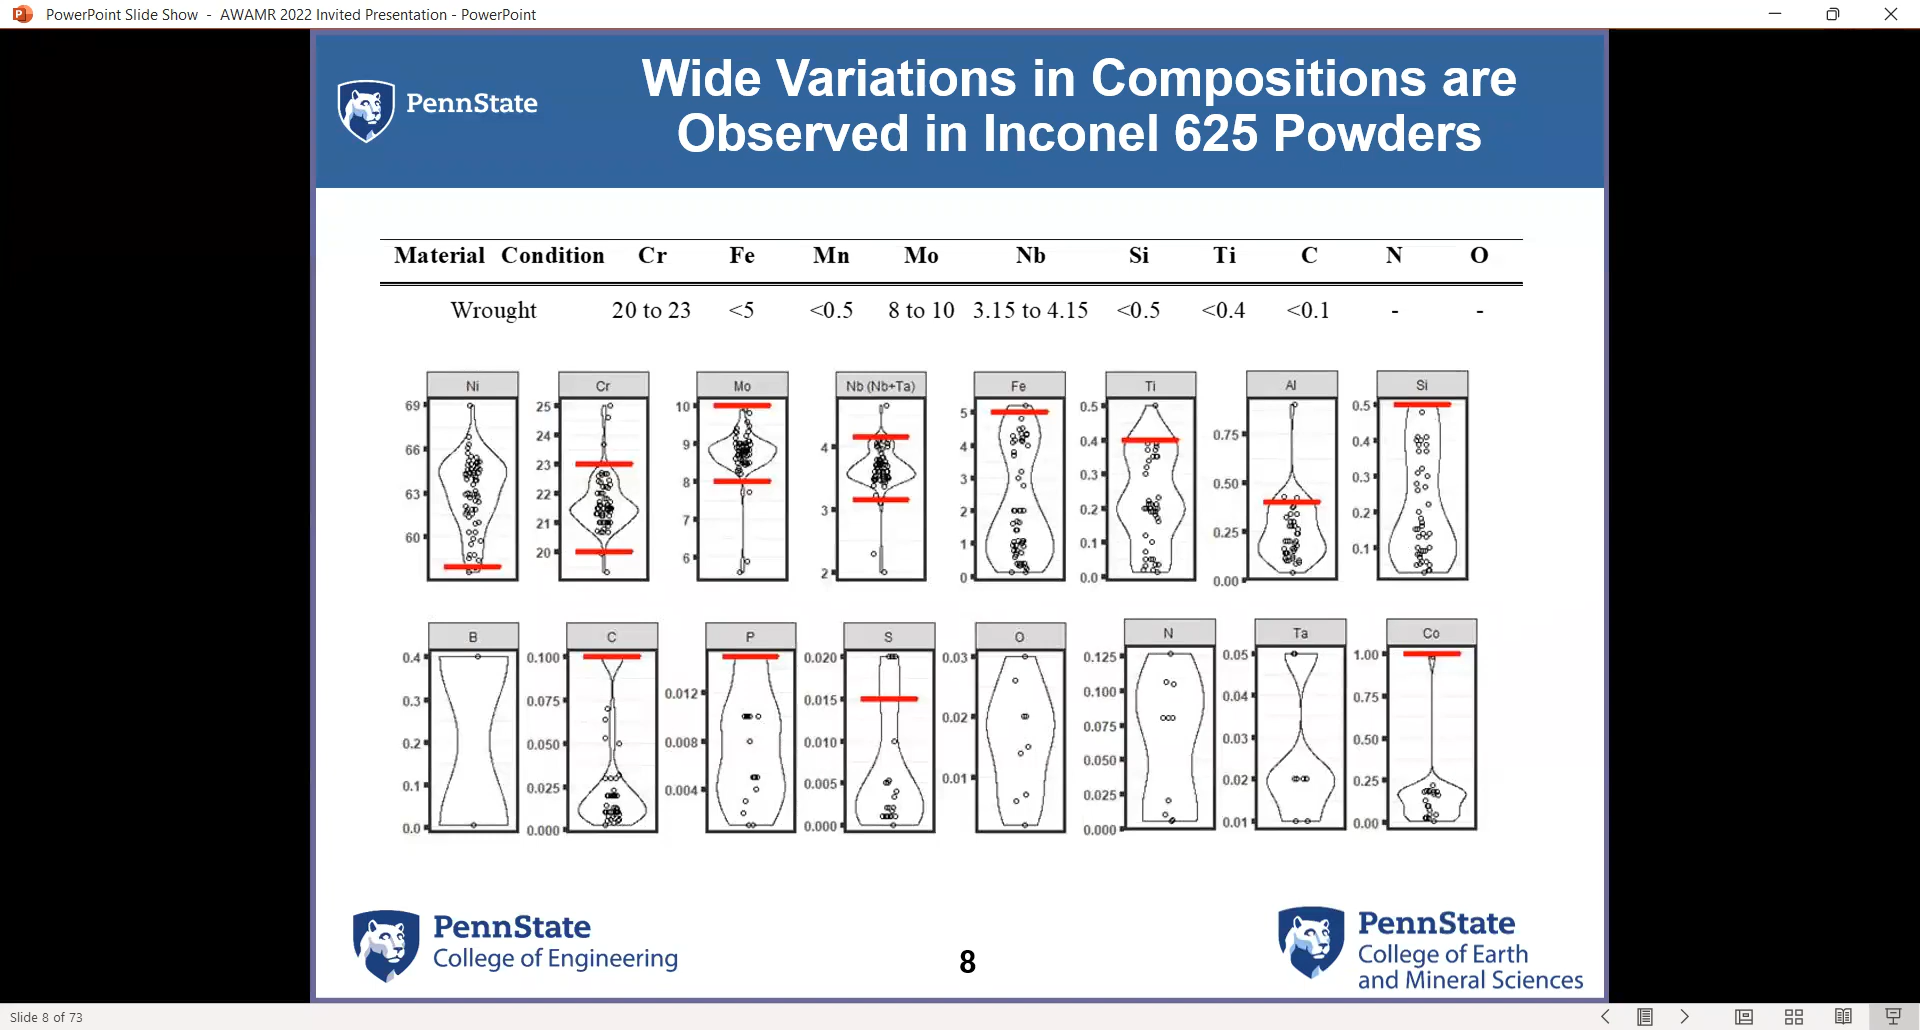 PowerPoint Slide Show - AWAMR 2022 Invited Presentation - PowerPoint
PennState
Wide Variations in Compositions are
Observed in Inconel 625 Powders
Material Condition Cr Fe Mn Mo Nb Si Ti C N O
Wrought 20 to 23 <5 <0.5 8 to 10 3.15 to 4.15 <0.5 <0.4 <0.1 - -
Ni
69
66
63
60
Cr
25
24
23
22
21
20
Mo
10
9
8
7
6
Nb (Nb+Ta)
4
3
2
Fe
5
4
3
2
1
0
Ti
0.5
0.4
0.3
0.2
0.1
0.0
Al
0.75
0.50
0.25
0.00
Si
0.5
0.4
0.3
0.2
0.1
B
0.4
0.3
0.2
0.1
0.0
C
0.100
0.075
0.050
0.025
0.000
P
0.012
0.008
0.004
S
0.020
0.015
0.010
0.005
0.000
O
0.03
0.02
0.01
N
0.125
0.100
0.075
0.050
0.025
0.000
Ta
0.05
0.04
0.03
0.02
0.01
Co
1.00
0.75
0.50
0.25
0.00
PennState
College of Engineering
8
PennState
College of Earth
and Mineral Sciences
Slide 8 of 73